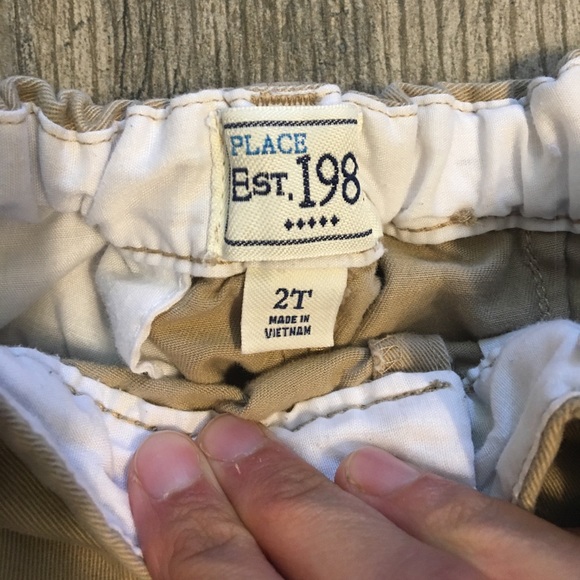 PLACE
EST. 198
2T
MADE IN
VIETNAM